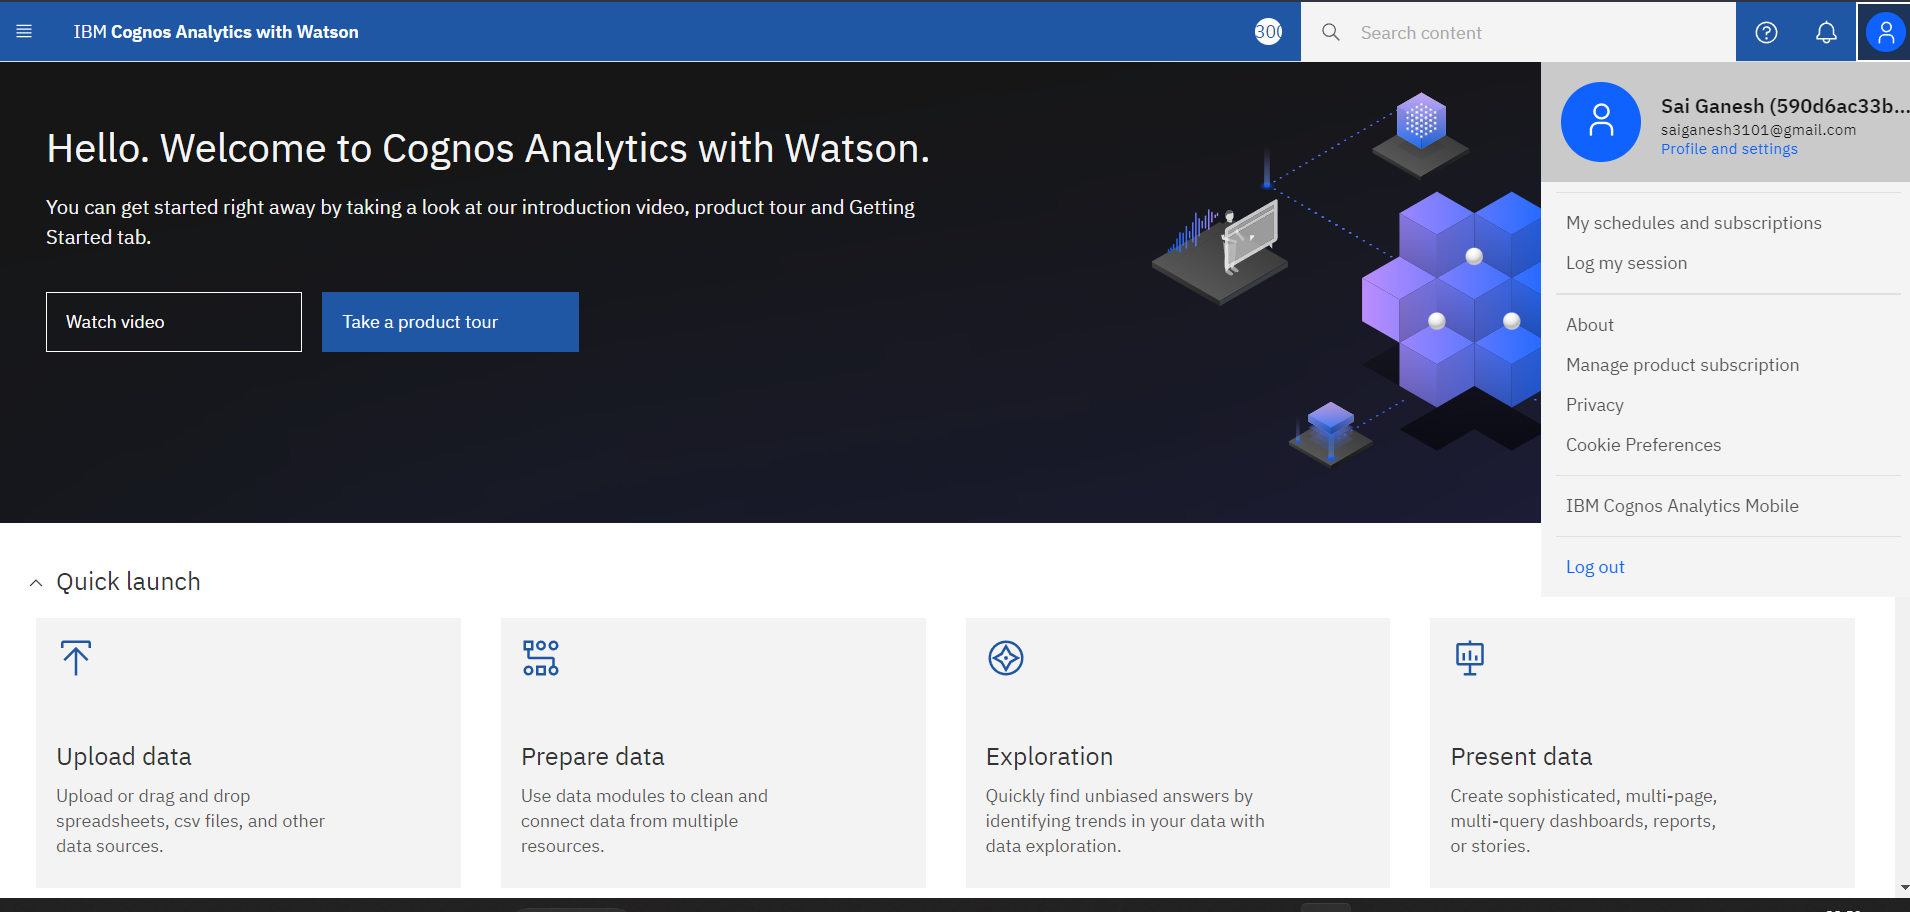 IBM Cognos Analytics with Watson
30
Search content
Sai Ganesh (590d6ac33b...
saiganesh3101@gmail.com
Profile and settings
My schedules and subscriptions
Log my session
About
Manage product subscription
Privacy
Cookie Preferences
IBM Cognos Analytics Mobile
Log out
Hello. Welcome to Cognos Analytics with Watson.
You can get started right away by taking a look at our introduction video, product tour and Getting
Started tab.
Watch video
Take a product tour
Quick launch
Upload data
Upload or drag and drop
spreadsheets, csv files, and other
data sources.
Prepare data
Use data modules to clean and
connect data from multiple
resources.
Exploration
Quickly find unbiased answers by
identifying trends in your data with
data exploration.
Present data
Create sophisticated, multi-page,
multi-query dashboards, reports,
or stories.